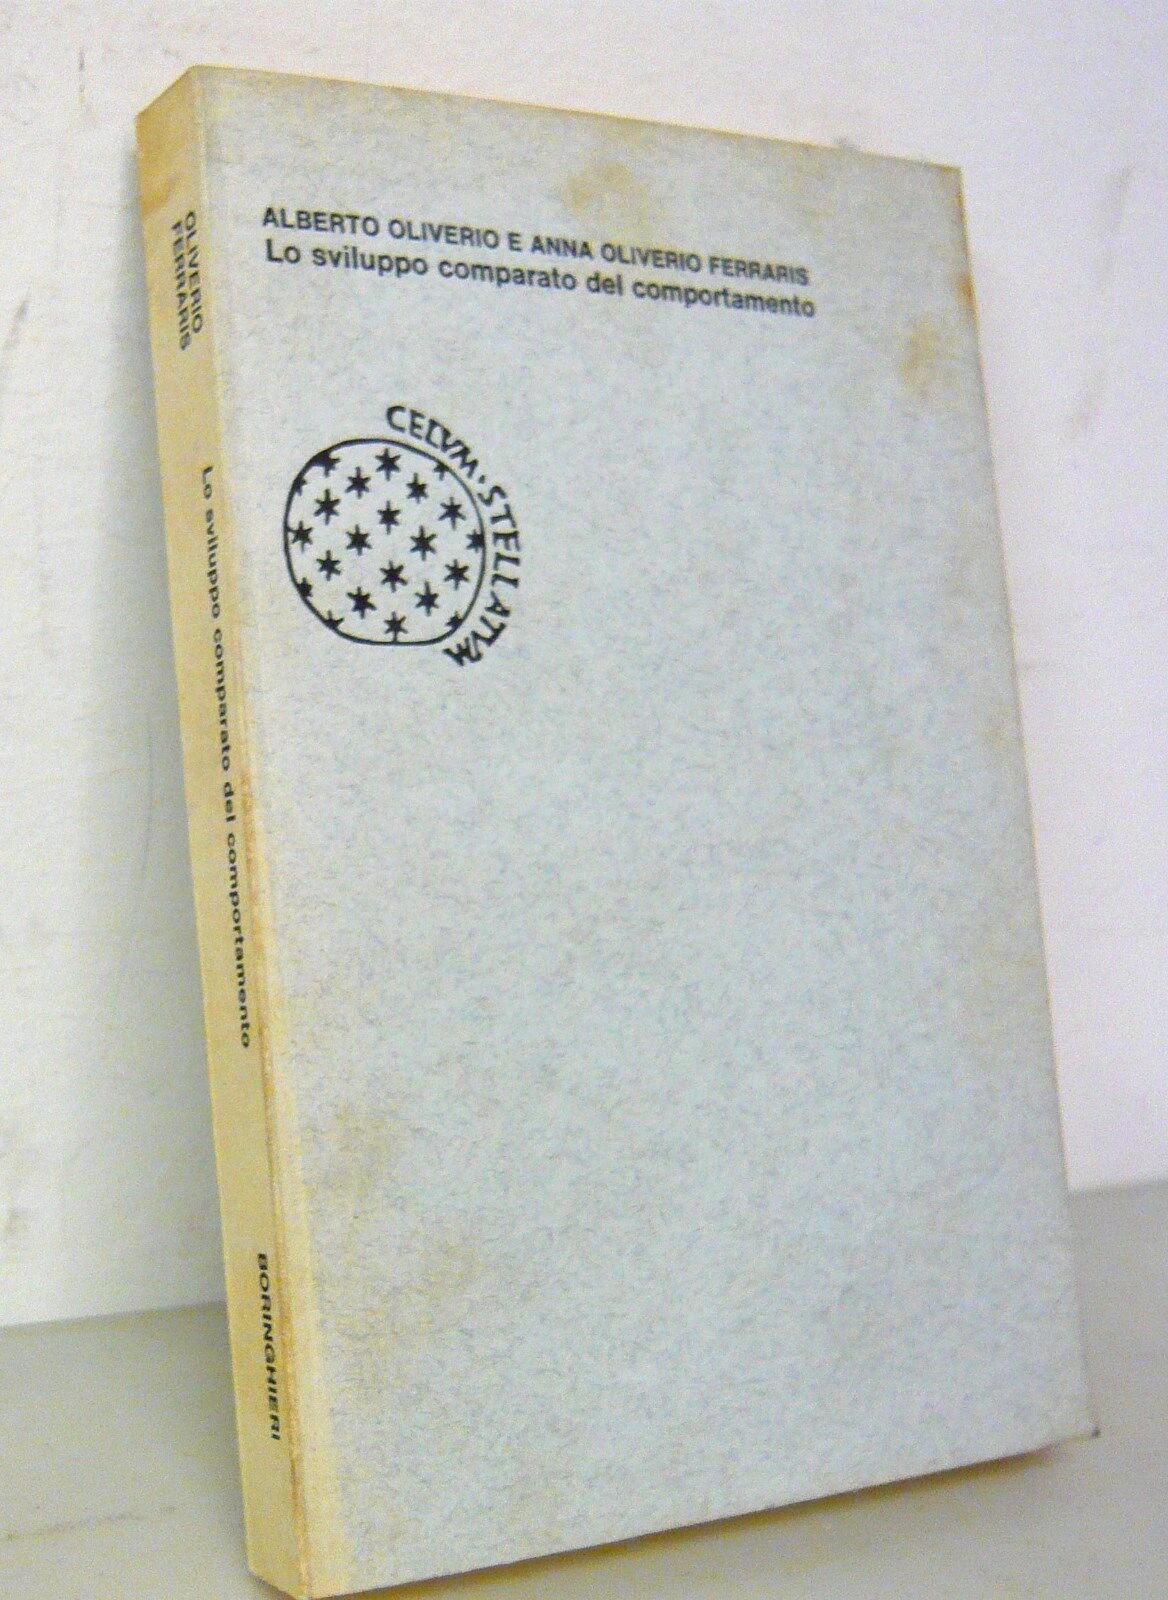 ALBERTO OLIVERIO E ANNA OLIVERIO FERRARIS
Lo sviluppo comparato del comportamento
CELVM · STELLATVM
OLIVERIO
FERRARIS
Lo sviluppo comparato del comportamento
BORINGHIERI